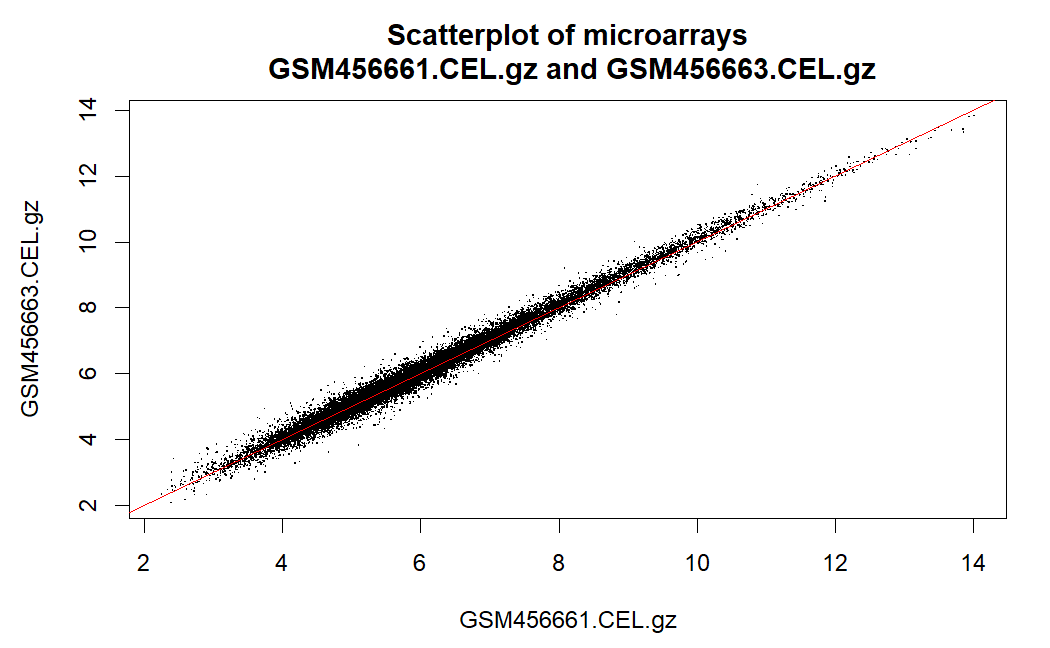 Scatterplot of microarrays
GSM456661.CEL.gz and GSM456663.CEL.gz
GSM456663.CEL.gz
14
12
10
8
6
4
2
2 4 6 8 10 12 14
GSM456661.CEL.gz